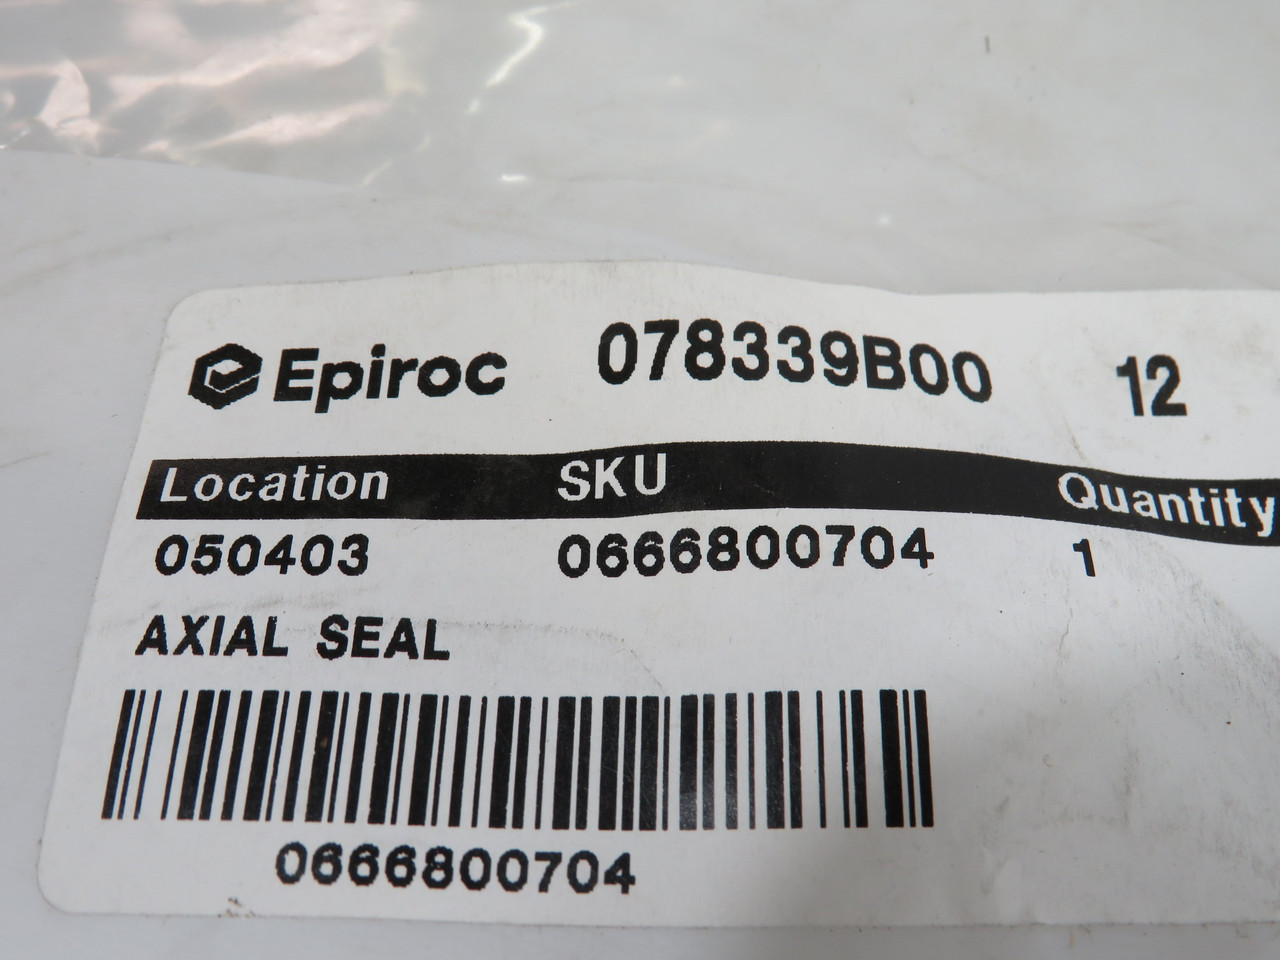 Epiroc 078339B00 12
Location SKU Quantity
050403 0666800704 1
AXIAL SEAL
0666800704